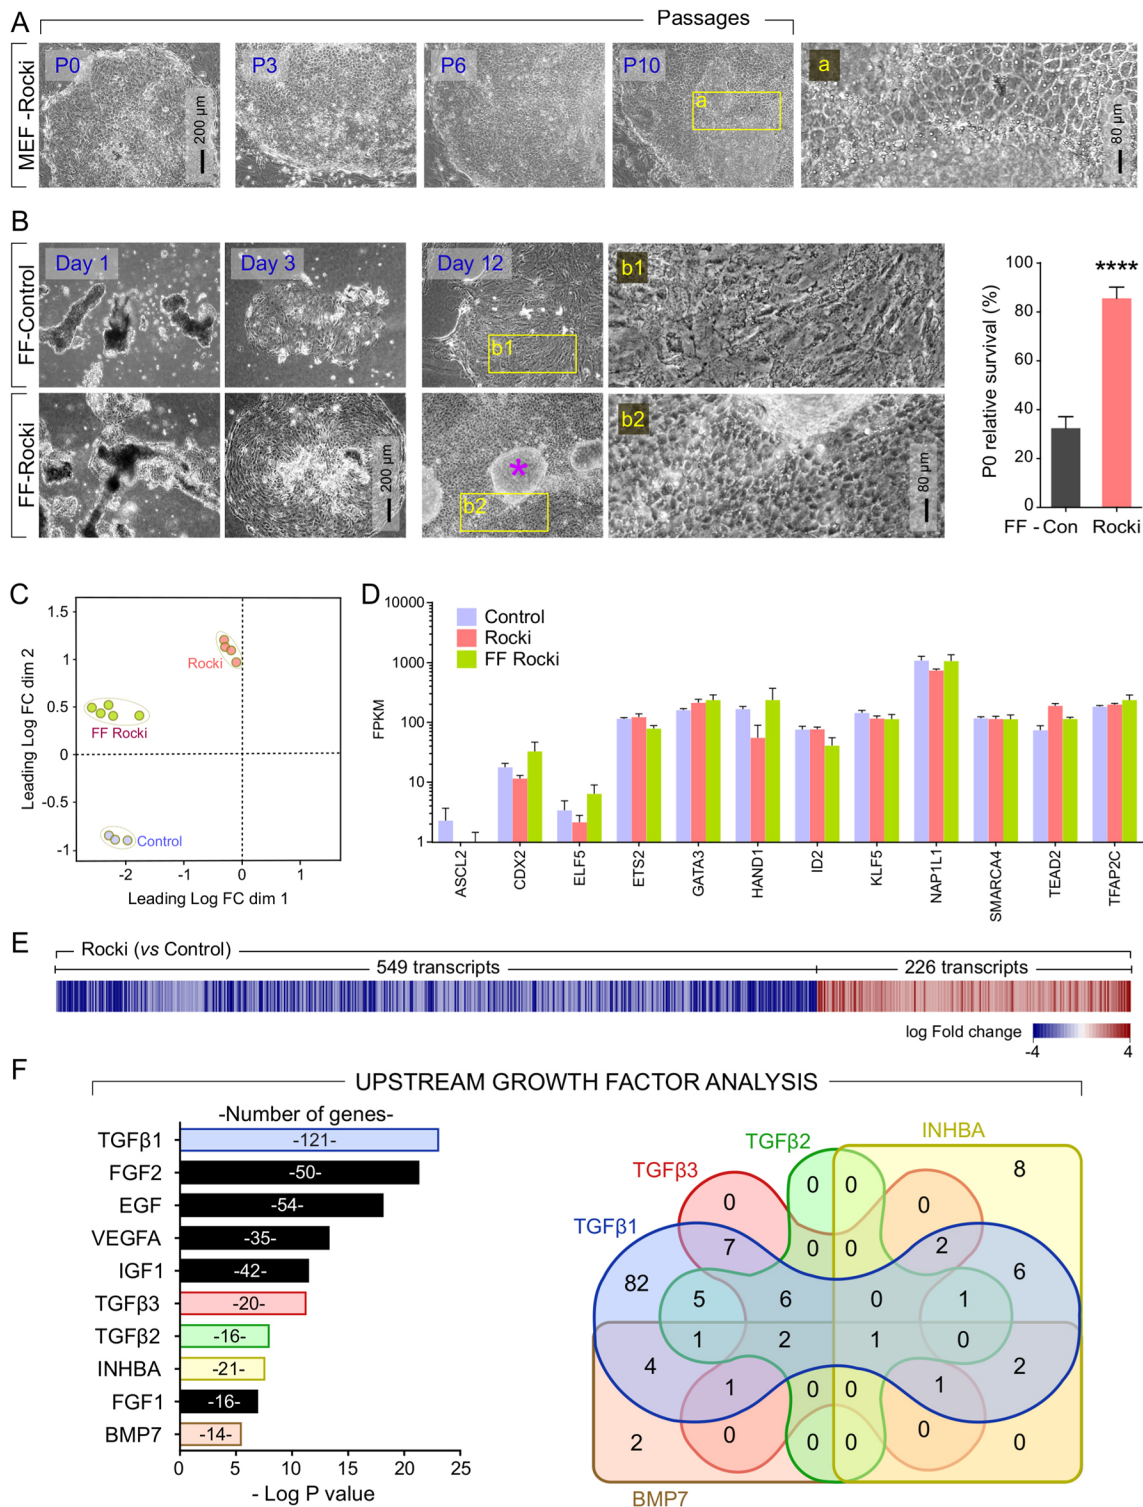 A
Passages
MEF -Rocki
P0
P3
P6
P10
a
a
200 µm
80 µm
B
FF-Control
Day 1
Day 3
Day 12
b1
b1
FF-Rocki
200 µm
b2
b2
80 µm
*
P0 relative survival (%)
100
80
60
40
20
0
****
FF - Con Rocki
C
Leading Log FC dim 2
1.5
1
0.5
0
-0.5
-1
Rocki
FF Rocki
Control
-2 -1 0 1
Leading Log FC dim 1
D
FPKM
10000
1000
100
10
1
Control
Rocki
FF Rocki
ASCL2
CDX2
ELF5
ETS2
GATA3
HAND1
ID2
KLF5
NAP1L1
SMARCA4
TEAD2
TFAP2C
E
Rocki (vs Control)
549 transcripts 226 transcripts
log Fold change
-4 4
F
UPSTREAM GROWTH FACTOR ANALYSIS
-Number of genes-
TGFβ1 -121-
FGF2 -50-
EGF -54-
VEGFA -35-
IGF1 -42-
TGFβ3 -20-
TGFβ2 -16-
INHBA -21-
FGF1 -16-
BMP7 -14-
0 5 10 15 20 25
- Log P value
INHBA
TGFβ2
TGFβ3
TGFβ1
8
0 0
0 0
7 0 0 2
82 6
5 6 0 1
1 2 1 0
4 2
1 0 0 1
2 0 0 0 0 0
BMP7